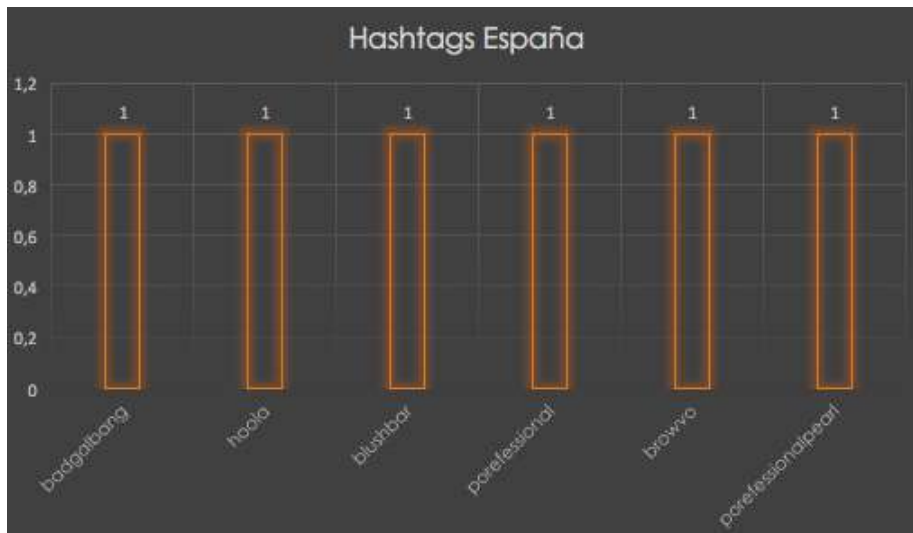 Hashtags España
1,2
1 1 1 1 1 1
1
0,8
0,6
0,4
0,2
0
badgalbang
hoola
blushbar
porefessional
browvo
porefessionalpearl